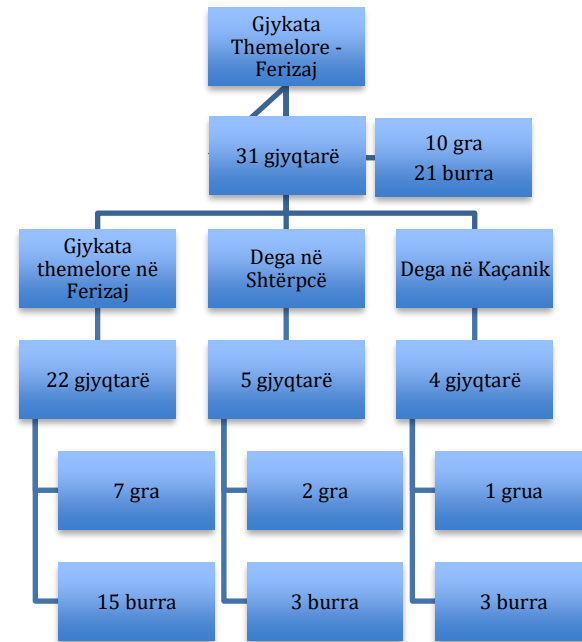 Gjykata
Themelore -
Ferizaj
31 gjyqtarë
10 gra
21 burra
Gjykata
themelore në
Ferizaj
Dega në
Shtërpcë
Dega në Kaçanik
22 gjyqtarë
5 gjyqtarë
4 gjyqtarë
7 gra
2 gra
1 grua
15 burra
3 burra
3 burra